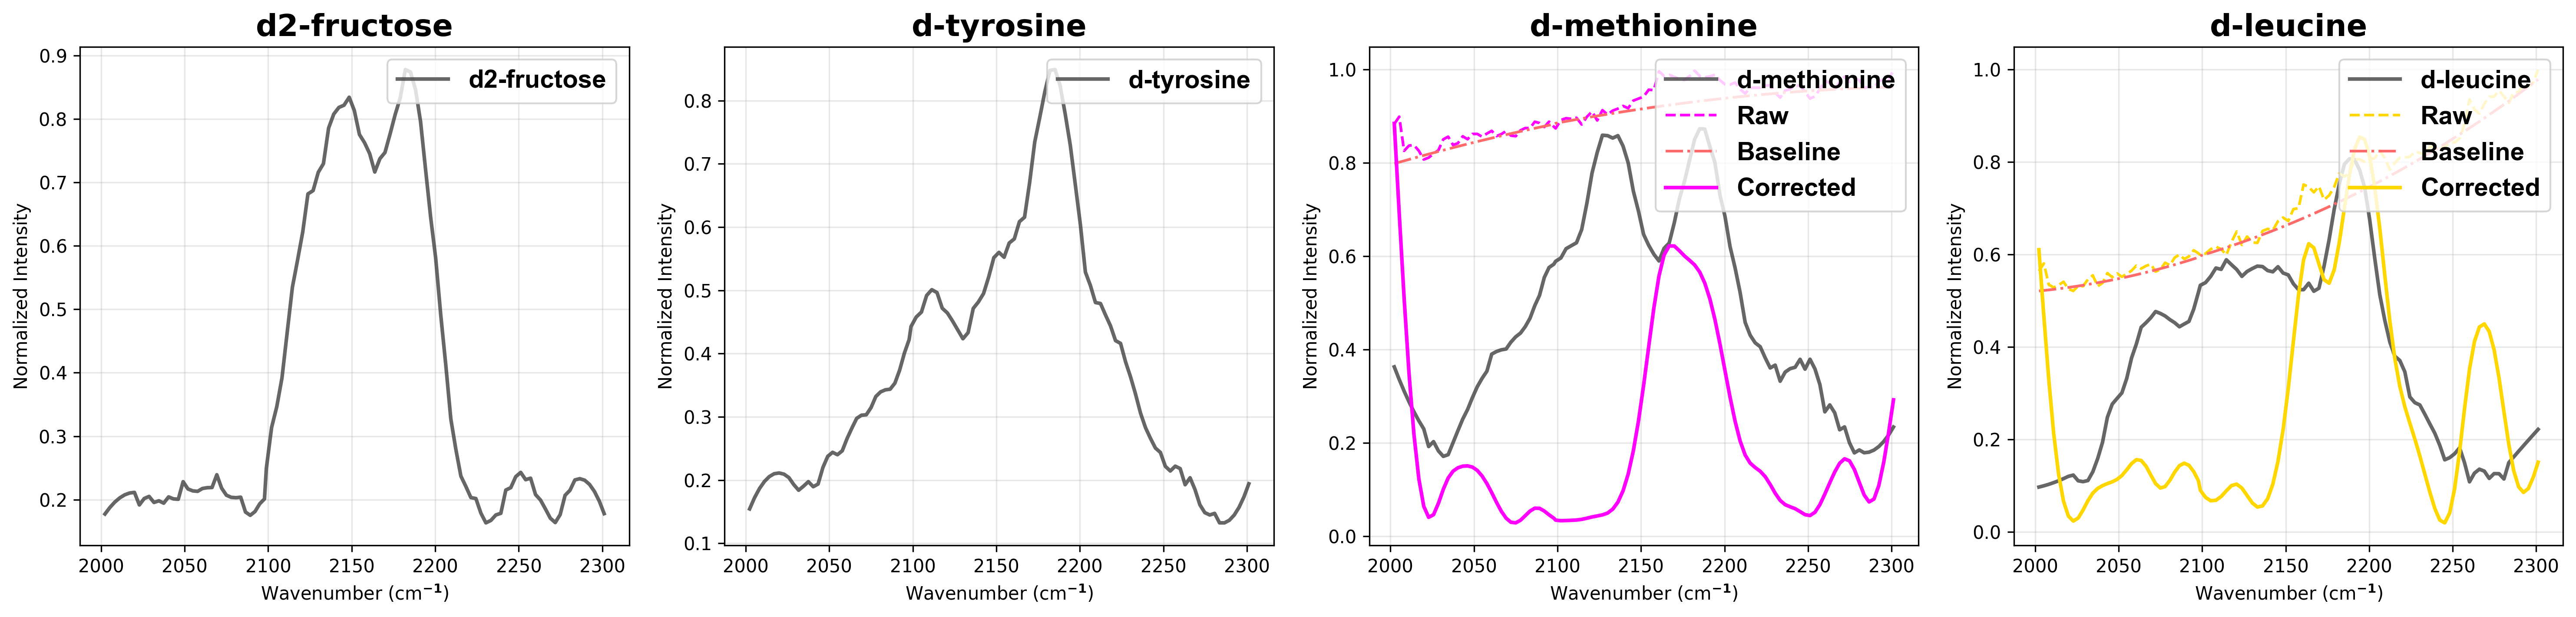 d2-fructose
d2-fructose
Normalized Intensity
0.9
0.8
0.7
0.6
0.5
0.4
0.3
0.2
2000 2050 2100 2150 2200 2250 2300
Wavenumber (cm⁻¹)
d-tyrosine
d-tyrosine
Normalized Intensity
0.8
0.7
0.6
0.5
0.4
0.3
0.2
0.1
2000 2050 2100 2150 2200 2250 2300
Wavenumber (cm⁻¹)
d-methionine
d-methionine
Raw
Baseline
Corrected
Normalized Intensity
1.0
0.8
0.6
0.4
0.2
0.0
2000 2050 2100 2150 2200 2250 2300
Wavenumber (cm⁻¹)
d-leucine
d-leucine
Raw
Baseline
Corrected
Normalized Intensity
1.0
0.8
0.6
0.4
0.2
0.0
2000 2050 2100 2150 2200 2250 2300
Wavenumber (cm⁻¹)